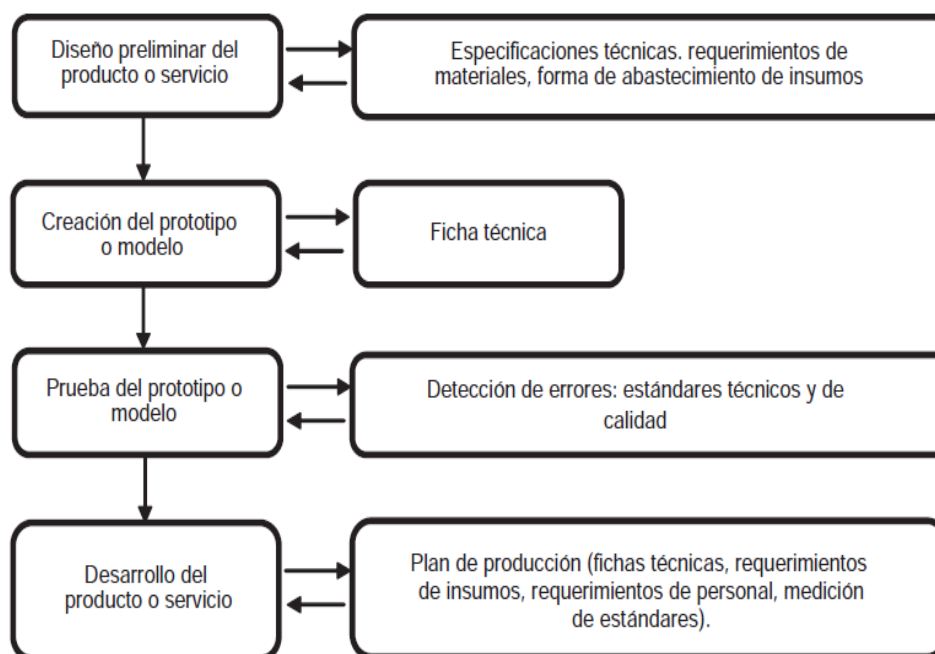 Diseño preliminar del
producto o servicio
Especificaciones técnicas. requerimientos de
materiales, forma de abastecimiento de insumos
Creación del prototipo
o modelo
Ficha técnica
Prueba del prototipo o
modelo
Detección de errores: estándares técnicos y de
calidad
Desarrollo del
producto o servicio
Plan de producción (fichas técnicas, requerimientos
de insumos, requerimientos de personal, medición
de estándares).